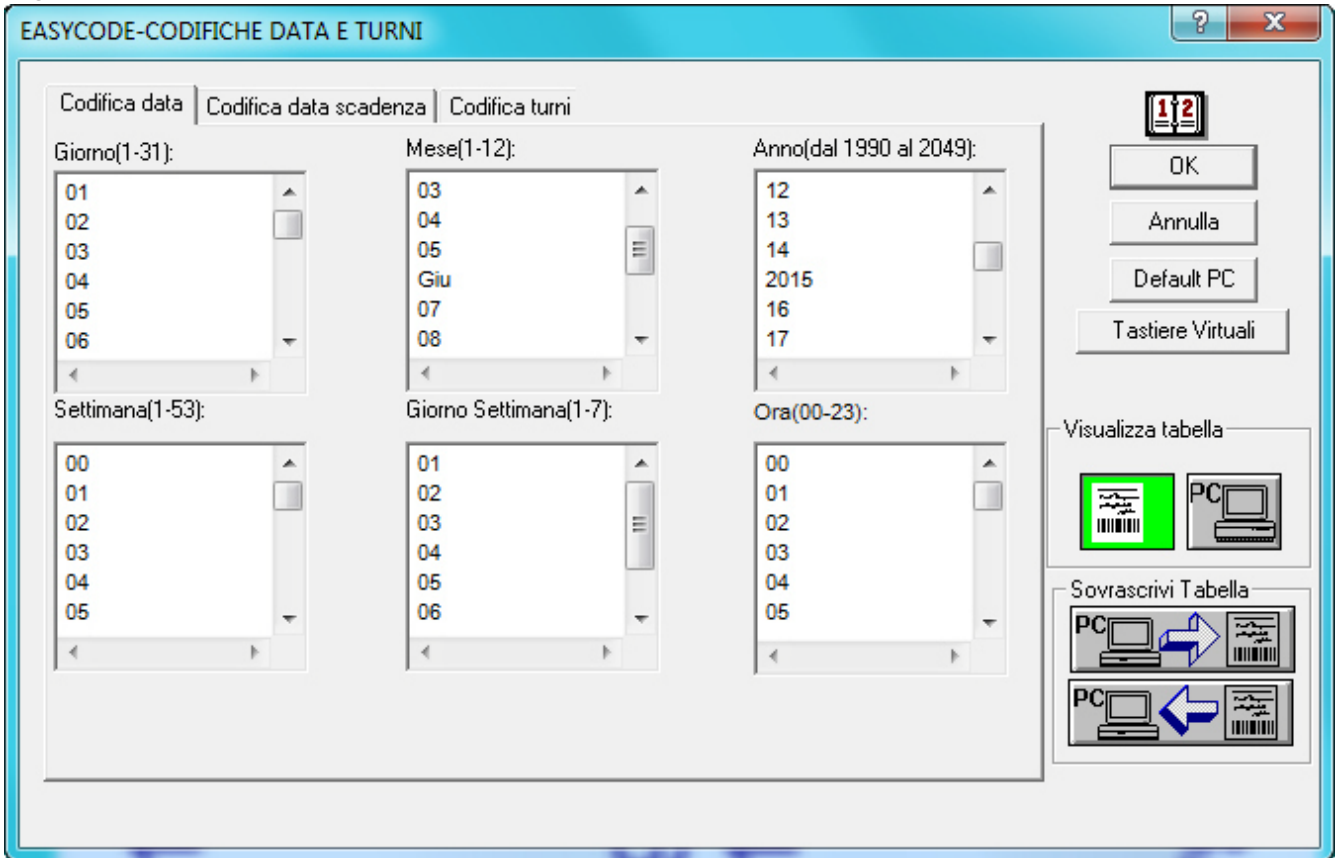 EASYCODE-CODIFICHE DATA E TURNI
Codifica data
Codifica data scadenza
Codifica turni
Giorno(1-31):
01
02
03
04
05
06
Mese(1-12):
03
04
05
Giu
07
08
Anno(dal 1990 al 2049):
12
13
14
2015
16
17
Settimana(1-53):
00
01
02
03
04
05
Giorno Settimana(1-7):
01
02
03
04
05
06
Ora(00-23):
00
01
02
03
04
05
1 2
OK
Annulla
Default PC
Tastiere Virtuali
Visualizza tabella
PC
Sovrascrivi Tabella
PC
PC